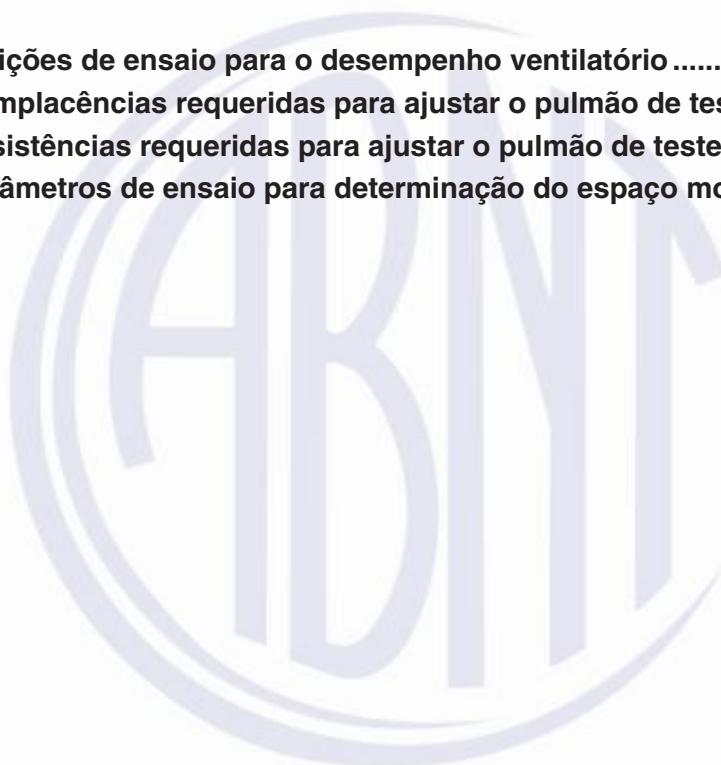 ições de ensaio para o desempenho ventilatório.......
mplacências requeridas para ajustar o pulmão de tes
sistências requeridas para ajustar o pulmão de teste
âmetros de ensaio para determinação do espaço mo
ABNT